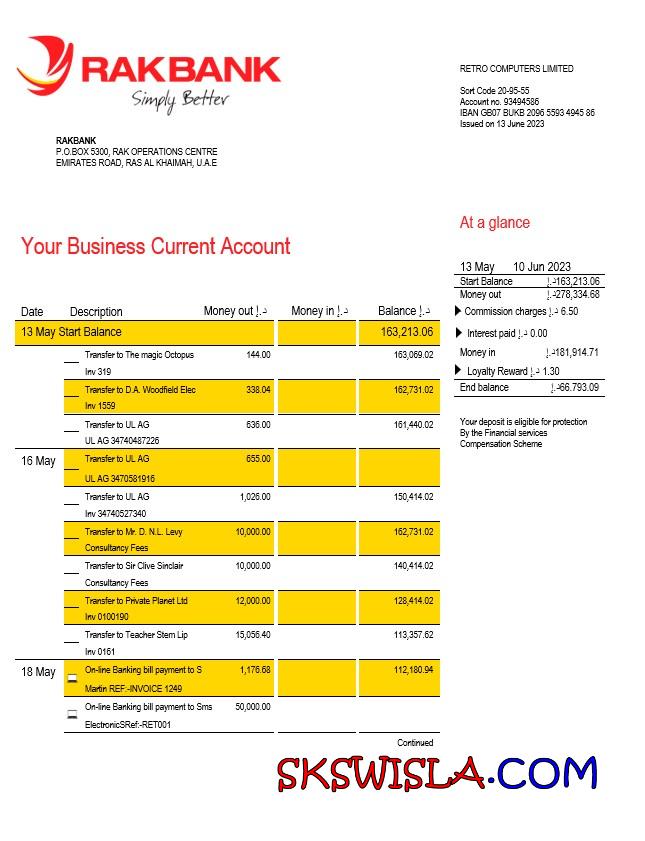 RAKBANK
Simply Better
RETRO COMPUTERS LIMITED
Sort Code 20-95-55
Account no. 93494586
IBAN GB07 BUKB 2096 5593 4945 86
Issued on 13 June 2023
RAKBANK
P.O.BOX 5300, RAK OPERATIONS CENTRE
EMIRATES ROAD, RAS AL KHAIMAH, U.A.E
At a glance
Your Business Current Account
13 May 10 Jun 2023
Start Balance د.إ163,213.06
Money out د.إ278,334.68
Commission charges د.إ 6.50
Interest paid د.إ 0.00
Money in د.إ181,914.71
Loyalty Reward د.إ 1.30
End balance د.إ66.793.09
Your deposit is eligible for protection
By the Financial services
Compensation Scheme
Date Description Money out د.إ Money in د.إ Balance د.إ
13 May Start Balance 163,213.06
Transfer to The magic Octopus 144.00 163,069.02
Inv 319
Transfer to D.A. Woodfield Elec 338.04 162,731.02
Inv 1559
Transfer to UL AG 636.00 161,440.02
UL AG 34740487226
16 May Transfer to UL AG 655.00
UL AG 3470581916
Transfer to UL AG 1,026.00 150,414.02
Inv 34740527340
Transfer to Mr. D. N.L. Levy 10,000.00 162,731.02
Consultancy Fees
Transfer to Sir Clive Sinclair 10,000.00 140,414.02
Consultancy Fees
Transfer to Private Planet Ltd 12,000.00 128,414.02
Inv 0100190
Transfer to Teacher Stem Lip 15,056.40 113,357.62
Inv 0161
18 May On-line Banking bill payment to S 1,176.68 112,180.94
Martin REF:-INVOICE 1249
On-line Banking bill payment to Sms 50,000.00
ElectronicSRef:-RET001
Continued
SKSWISLA.COM